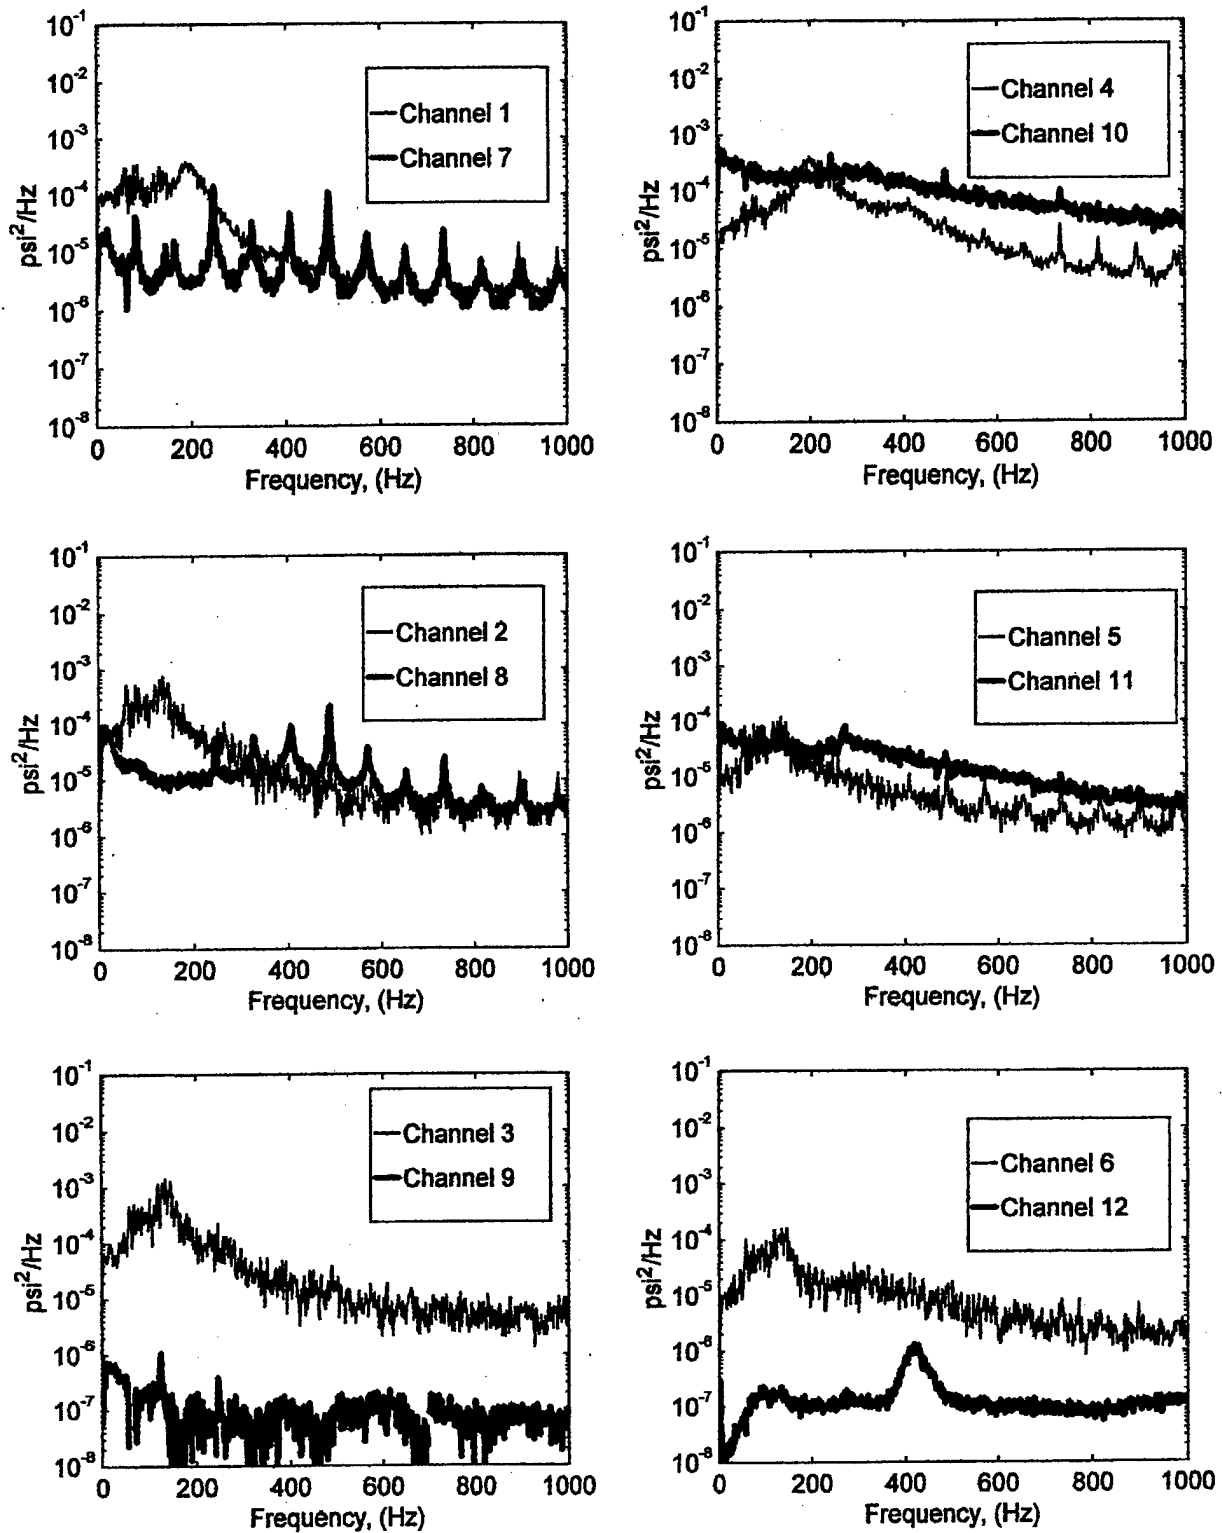 10-1
10-2
10-3
10-4
10-5
10-6
10-7
10-8
psi2/Hz
Channel 1
Channel 7
0 200 400 600 800 1000
Frequency, (Hz)
10-1
10-2
10-3
10-4
10-5
10-6
10-7
10-8
psi2/Hz
Channel 4
Channel 10
0 200 400 600 800 1000
Frequency, (Hz)
10-1
10-2
10-3
10-4
10-5
10-6
10-7
10-8
psi2/Hz
Channel 2
Channel 8
0 200 400 600 800 1000
Frequency, (Hz)
10-1
10-2
10-3
10-4
10-5
10-6
10-7
10-8
psi2/Hz
Channel 5
Channel 11
0 200 400 600 800 1000
Frequency, (Hz)
10-1
10-2
10-3
10-4
10-5
10-6
10-7
10-8
psi2/Hz
Channel 3
Channel 9
0 200 400 600 800 1000
Frequency, (Hz)
10-1
10-2
10-3
10-4
10-5
10-6
10-7
10-8
psi2/Hz
Channel 6
Channel 12
0 200 400 600 800 1000
Frequency, (Hz)